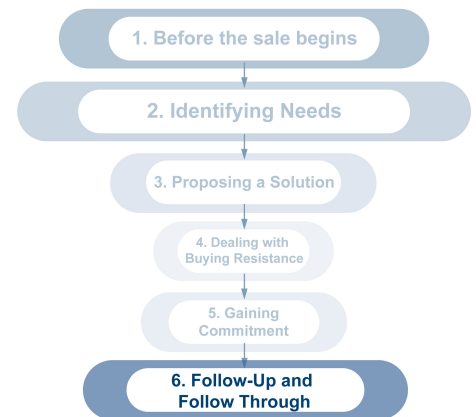 1. Before the sale begins
2. Identifying Needs
3. Proposing a Solution
4. Dealing with
Buying Resistance
5. Gaining
Commitment
6. Follow-Up and
Follow Through